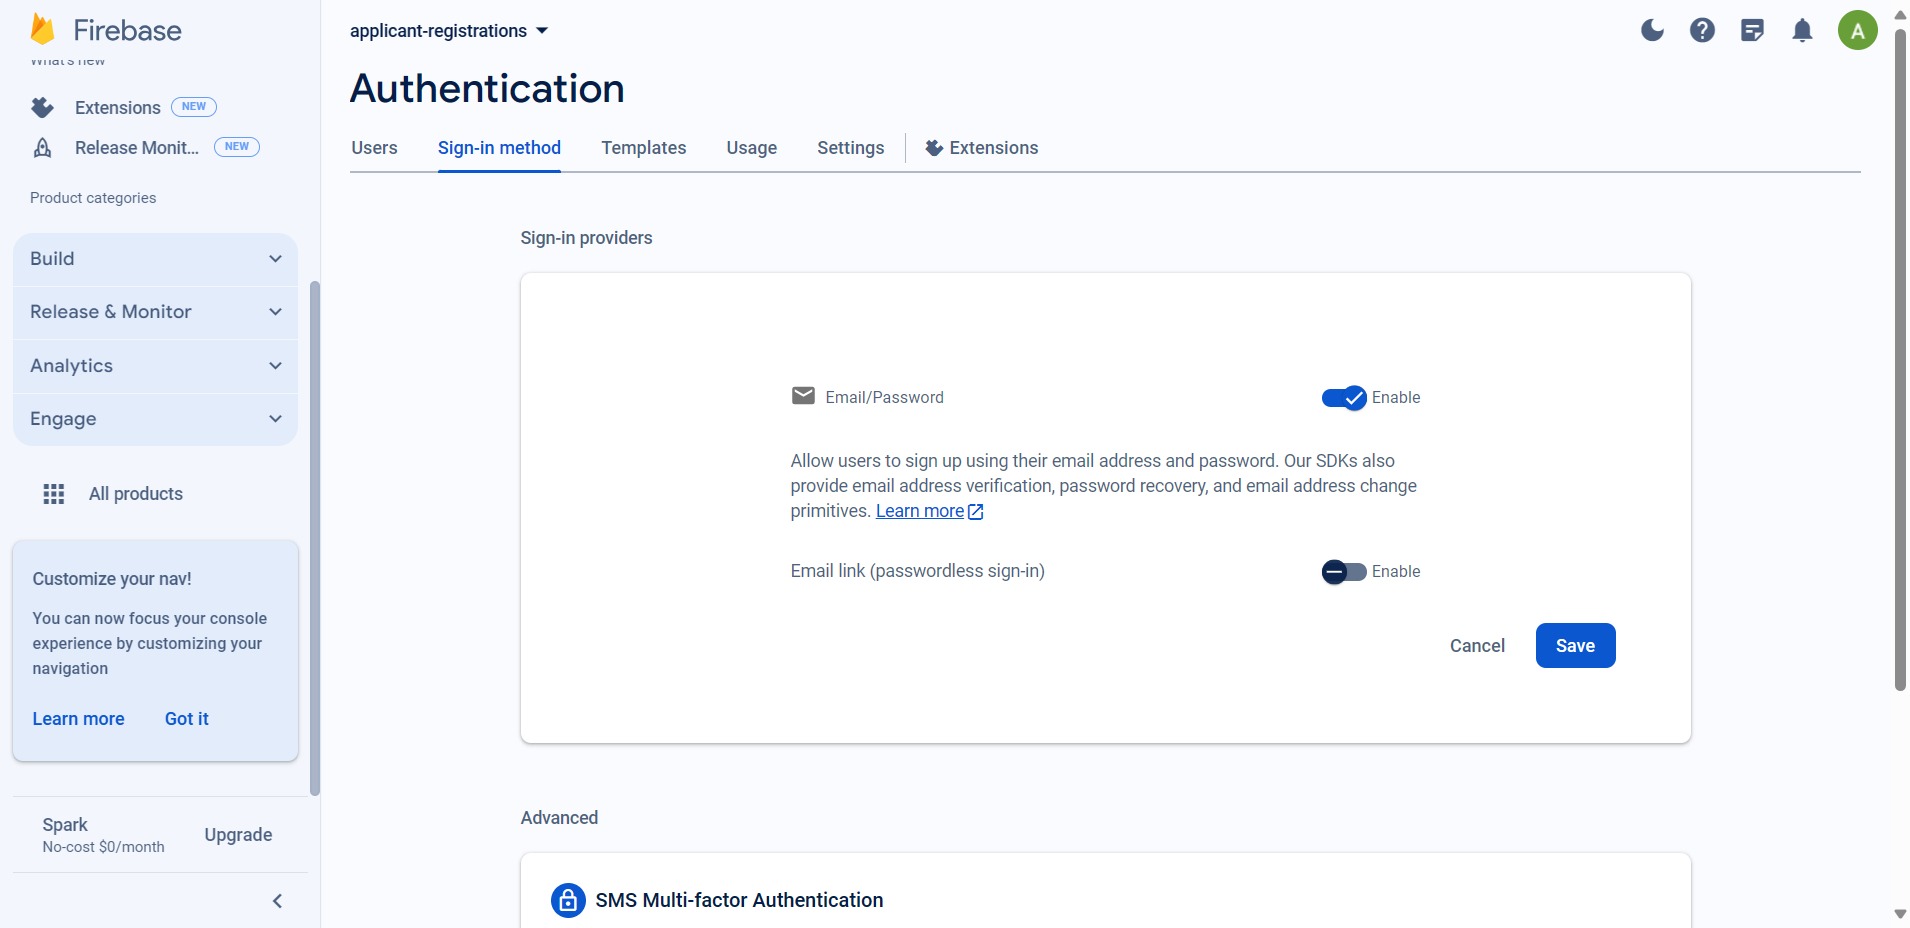 Firebase
What's new
Extensions NEW
Release Monit... NEW
Product categories
Build
Release & Monitor
Analytics
Engage
All products
Customize your nav!
You can now focus your console
experience by customizing your
navigation
Learn more Got it
Spark
No-cost $0/month
Upgrade
applicant-registrations
A
Authentication
Users Sign-in method Templates Usage Settings Extensions
Sign-in providers
Email/Password Enable
Allow users to sign up using their email address and password. Our SDKs also
provide email address verification, password recovery, and email address change
primitives. Learn more
Email link (passwordless sign-in) Enable
Cancel Save
Advanced
SMS Multi-factor Authentication